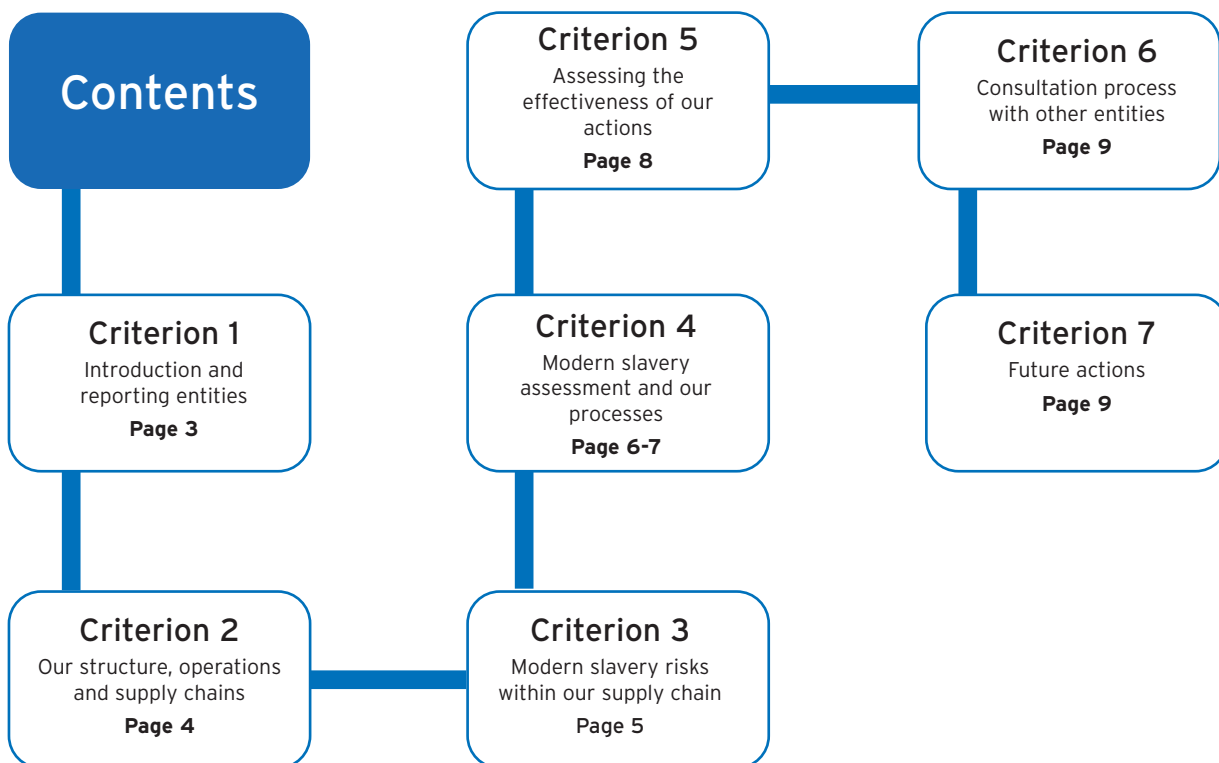 Contents
Criterion 1
Introduction and
reporting entities
Page 3
Criterion 2
Our structure, operations
and supply chains
Page 4
Criterion 3
Modern slavery risks
within our supply chain
Page 5
Criterion 4
Modern slavery
assessment and our
processes
Page 6-7
Criterion 5
Assessing the
effectiveness of our
actions
Page 8
Criterion 6
Consultation process
with other entities
Page 9
Criterion 7
Future actions
Page 9